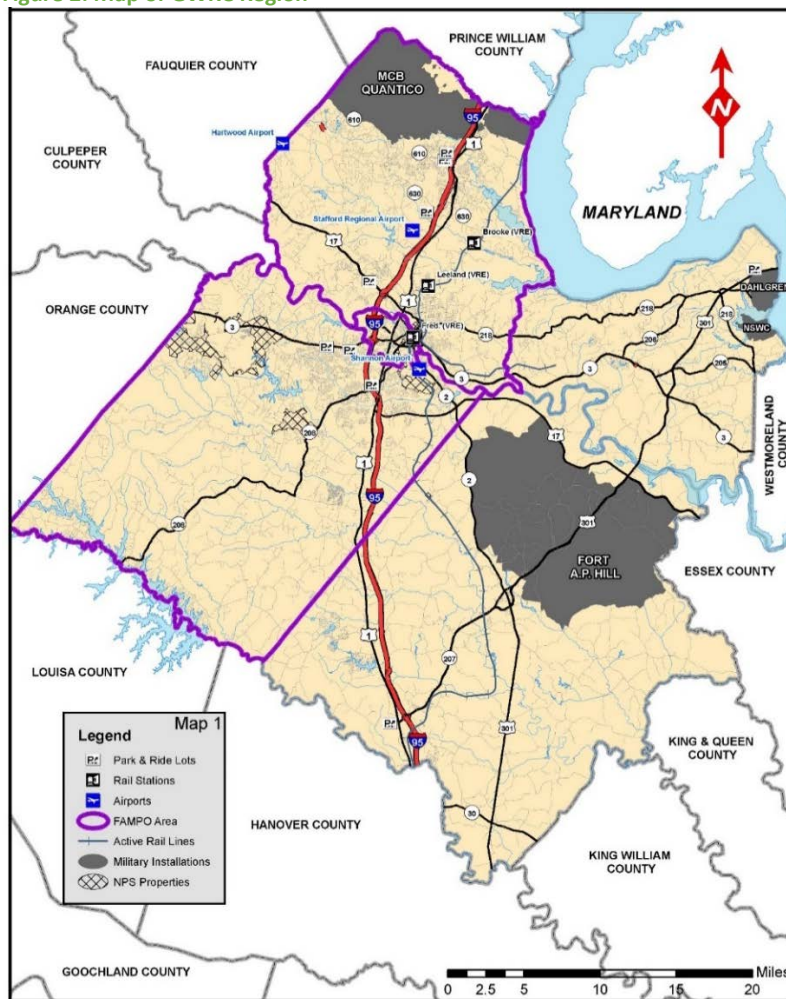 PRINCE WILLIAM
COUNTY
FAUQUIER COUNTY
MCB
QUANTICO
95
1
N
610
Hartwood Airport
CULPEPER
COUNTY
610
630
630
MARYLAND
Stafford Regional Airport
Brooke (VRE)
17
Leeland (VRE)
DAHLGREN
ORANGE COUNTY
1
218
301
218
NSWC
3
95
Fred' (VRE)
218
206
206
Shannon Airport
3
3
2
3
WESTMORELAND
COUNTY
208
1
17
2
95
301
208
FORT
A.P. HILL
ESSEX COUNTY
1
LOUISA COUNTY
207
301
95
Map 1
Legend
Park & Ride Lots
Rail Stations
Airports
FAMPO Area
Active Rail Lines
Military Installations
NPS Properties
KING & QUEEN
COUNTY
HANOVER COUNTY
30
KING WILLIAM
COUNTY
GOOCHLAND COUNTY
Miles
0 2.5 5 10 15 20